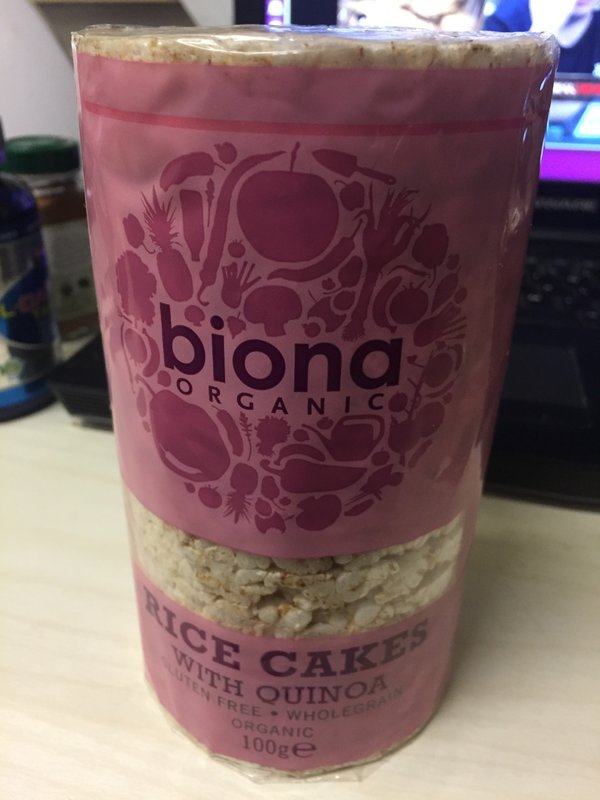 biona
ORGANIC
RICE CAKES
WITH QUINOA
GLUTEN FREE • WHOLEGRAIN
ORGANIC
100g℮